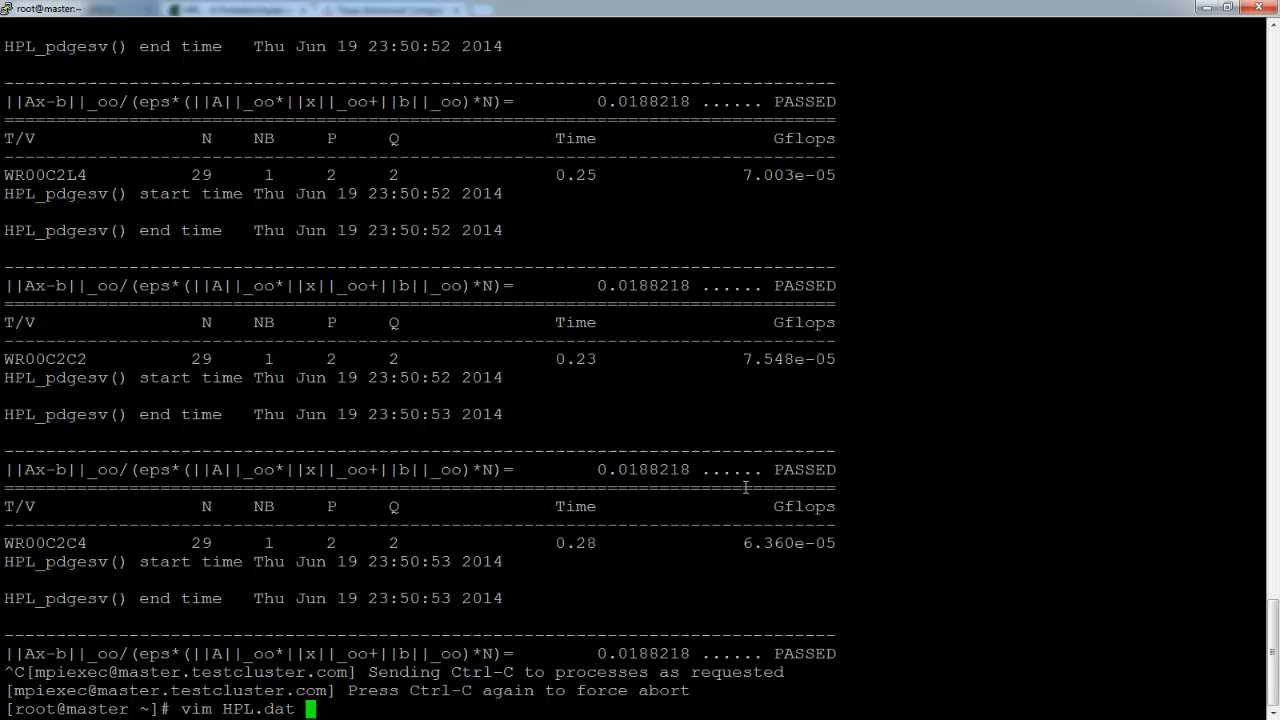 root@master:~
HPL_pdgesv() end time   Thu Jun 19 23:50:52 2014
--------------------------------------------------------------------------------
||Ax-b||_oo/(eps*(||A||_oo*||x||_oo+||b||_oo)*N)=        0.0188218 ...... PASSED
================================================================================
T/V                N    NB     P     Q               Time                 Gflops
--------------------------------------------------------------------------------
WR00C2L4          29     1     2     2               0.25              7.003e-05
HPL_pdgesv() start time Thu Jun 19 23:50:52 2014
HPL_pdgesv() end time   Thu Jun 19 23:50:52 2014
--------------------------------------------------------------------------------
||Ax-b||_oo/(eps*(||A||_oo*||x||_oo+||b||_oo)*N)=        0.0188218 ...... PASSED
================================================================================
T/V                N    NB     P     Q               Time                 Gflops
--------------------------------------------------------------------------------
WR00C2C2          29     1     2     2               0.23              7.548e-05
HPL_pdgesv() start time Thu Jun 19 23:50:52 2014
HPL_pdgesv() end time   Thu Jun 19 23:50:53 2014
--------------------------------------------------------------------------------
||Ax-b||_oo/(eps*(||A||_oo*||x||_oo+||b||_oo)*N)=        0.0188218 ...... PASSED
================================================================================
T/V                N    NB     P     Q               Time                 Gflops
--------------------------------------------------------------------------------
WR00C2C4          29     1     2     2               0.28              6.360e-05
HPL_pdgesv() start time Thu Jun 19 23:50:53 2014
HPL_pdgesv() end time   Thu Jun 19 23:50:53 2014
--------------------------------------------------------------------------------
||Ax-b||_oo/(eps*(||A||_oo*||x||_oo+||b||_oo)*N)=        0.0188218 ...... PASSED
^C[mpiexec@master.testcluster.com] Sending Ctrl-C to processes as requested
[mpiexec@master.testcluster.com] Press Ctrl-C again to force abort
[root@master ~]# vim HPL.dat